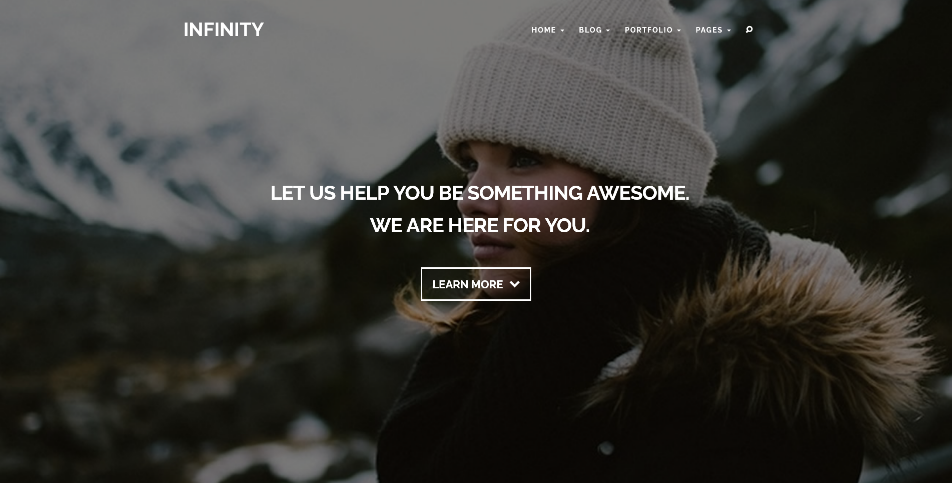 INFINITY
HOME BLOG PORTFOLIO PAGES
LET US HELP YOU BE SOMETHING AWESOME.
WE ARE HERE FOR YOU.
LEARN MORE